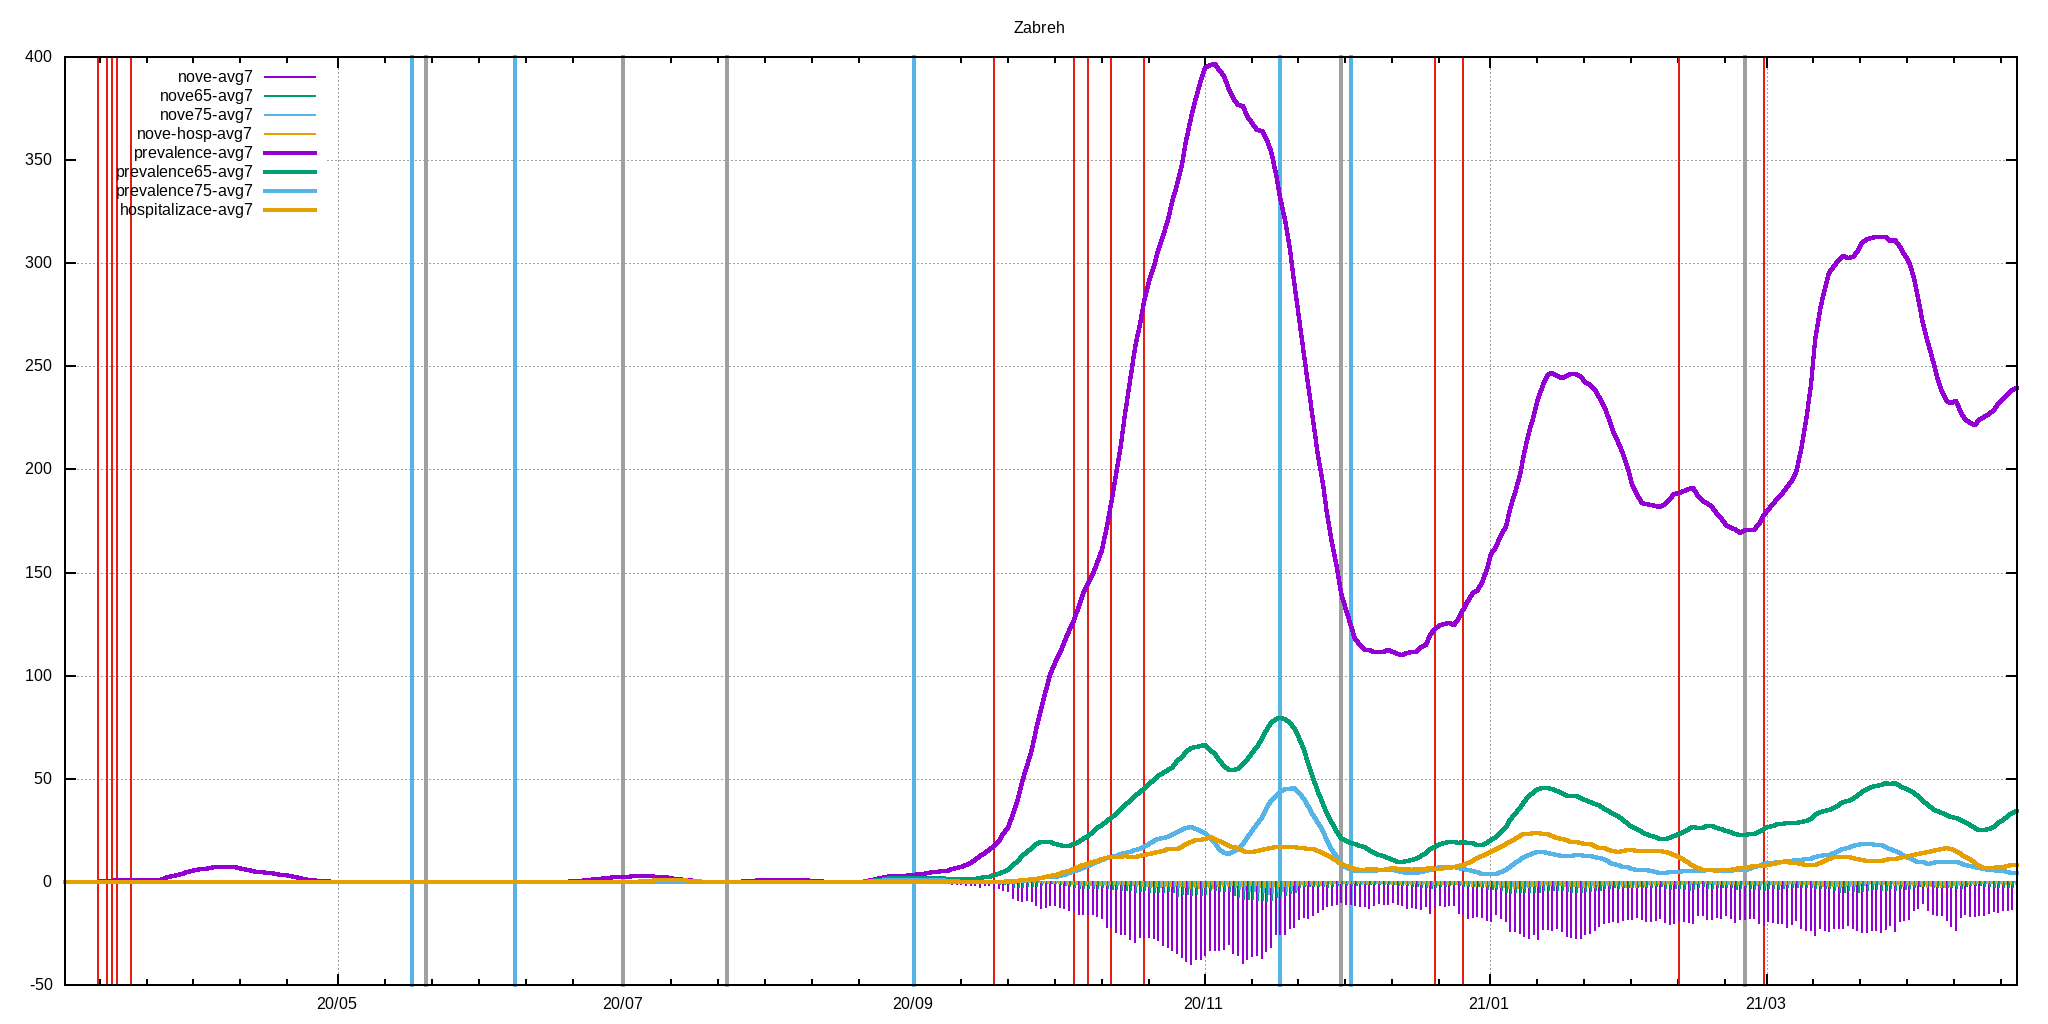 Zabreh
400
350
300
250
200
150
100
50
0
-50
nove-avg7
nove65-avg7
nove75-avg7
nove-hosp-avg7
prevalence-avg7
prevalence65-avg7
prevalence75-avg7
hospitalizace-avg7
20/05 20/07 20/09 20/11 21/01 21/03